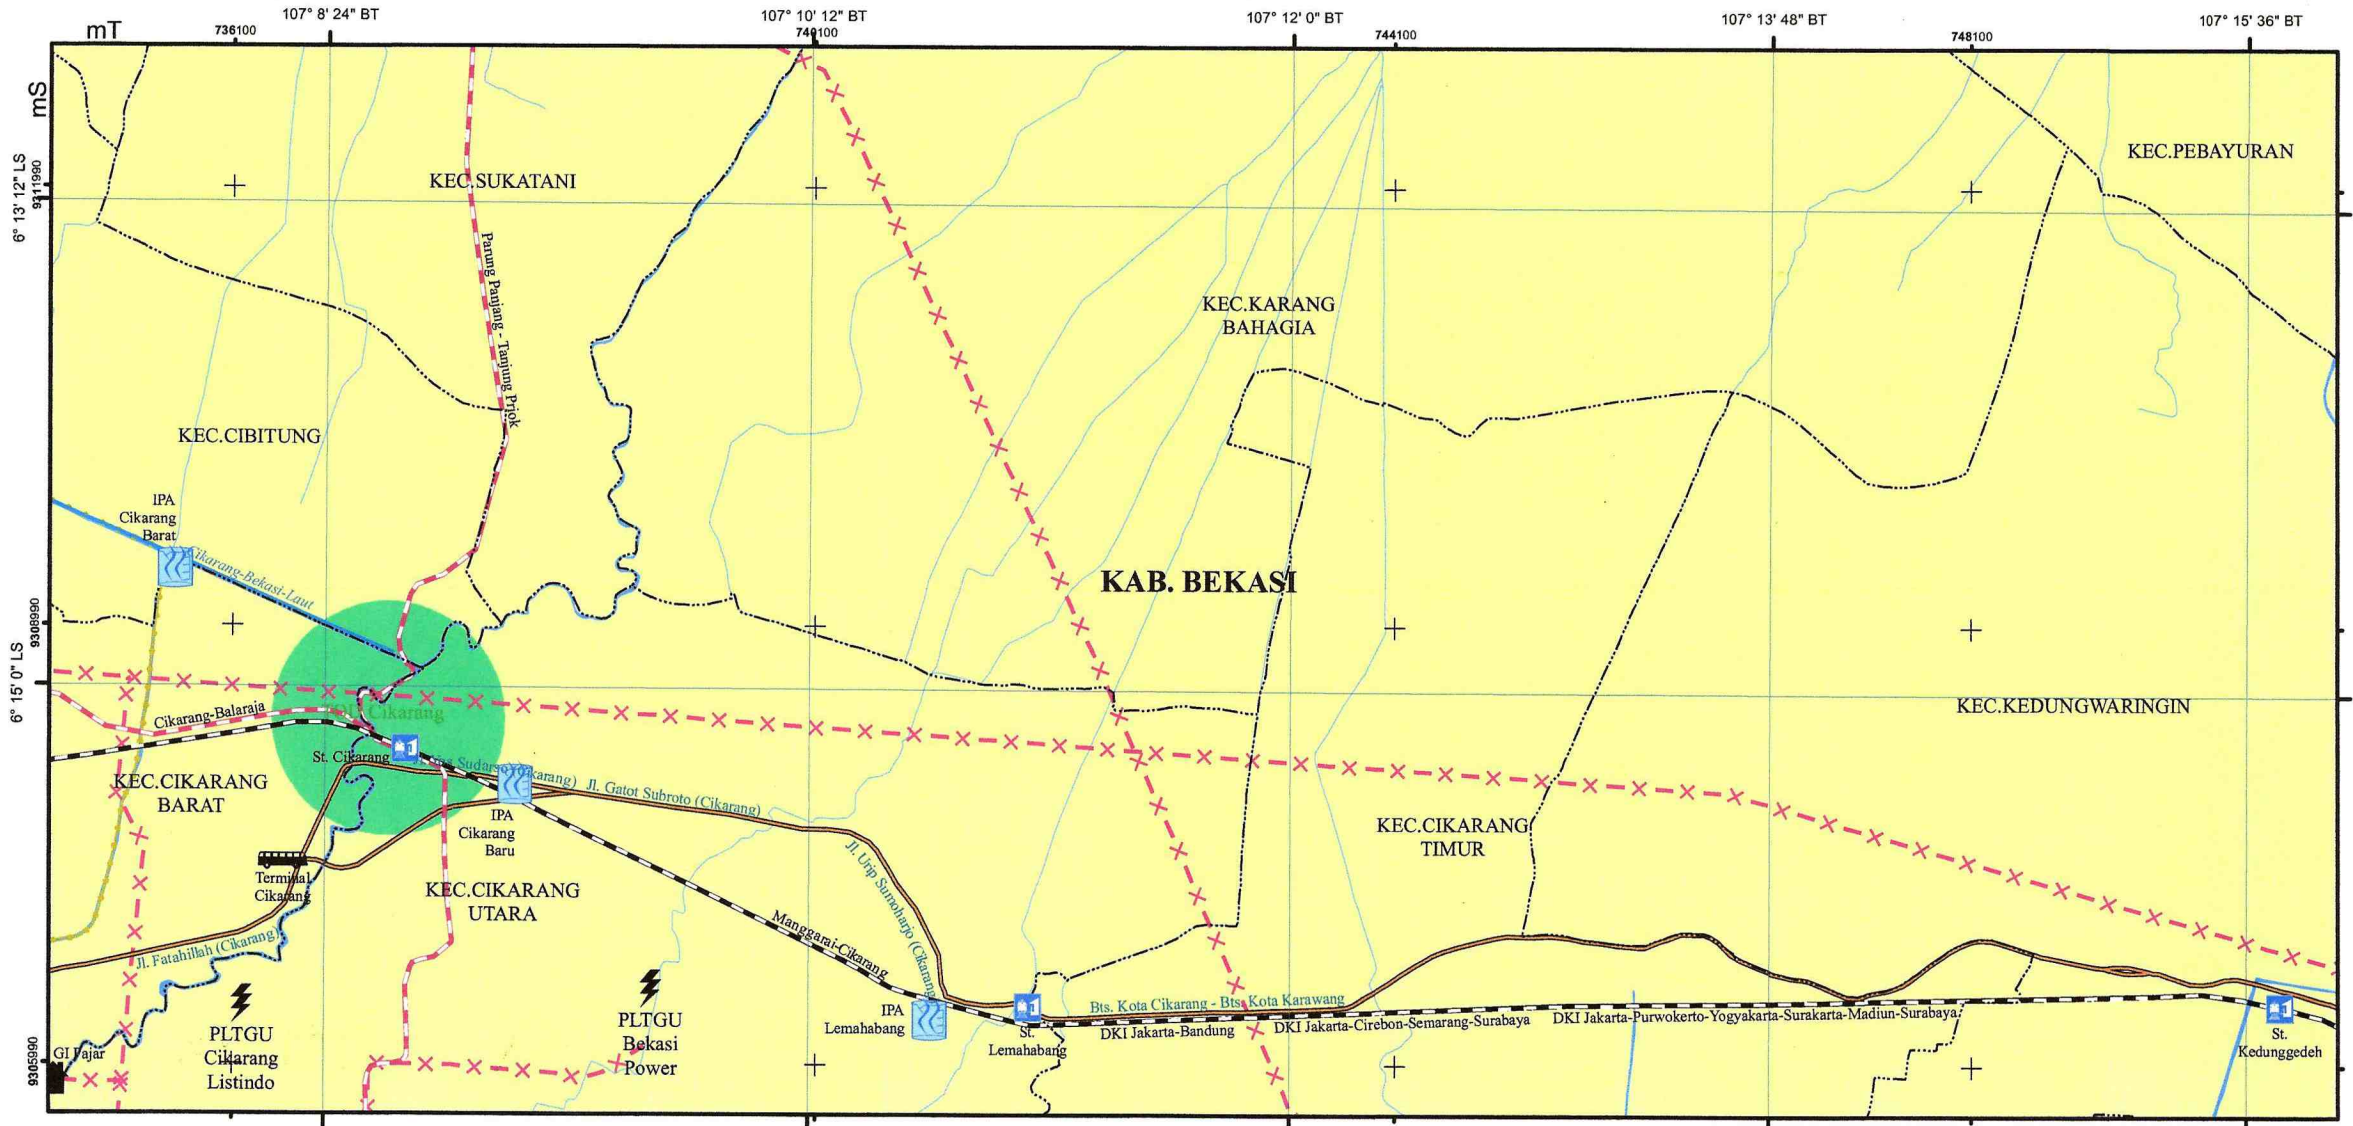 107° 8' 24" BT
107° 10' 12" BT
107° 12' 0" BT
107° 13' 48" BT
107° 15' 36" BT
mT
736100
740100
744100
748100
mS
6° 13' 12" LS
9311990
9308990
6° 15' 0" LS
9305990
KEC.SUKATANI
KEC.PEBAYURAN
Parung Panjang - Tanjung Priok
KEC.KARANG
BAHAGIA
KEC.CIBITUNG
IPA
Cikarang
Barat
Cikarang-Bekasi-Laut
KAB. BEKASI
Cikarang-Balaraja
TOD Cikarang
KEC.KEDUNGWARINGIN
St. Cikarang
Sudarso (Cikarang)
Jl. Gatot Subroto (Cikarang)
KEC.CIKARANG
BARAT
IPA
Cikarang
Baru
KEC.CIKARANG
TIMUR
Jl. Urip Sumoharjo (Cikarang)
Terminal
Cikarang
KEC.CIKARANG
UTARA
Jl. Fatahillah (Cikarang)
Manggarai-Cikarang
IPA
Lemahabang
St.
Lemahabang
Bts. Kota Cikarang - Bts. Kota Karawang
DKI Jakarta-Bandung
DKI Jakarta-Cirebon-Semarang-Surabaya
DKI Jakarta-Purwokerto-Yogyakarta-Surakarta-Madiun-Surabaya
St.
Kedunggedeh
GI Fajar
PLTGU
Cikarang
Listindo
PLTGU
Bekasi
Power